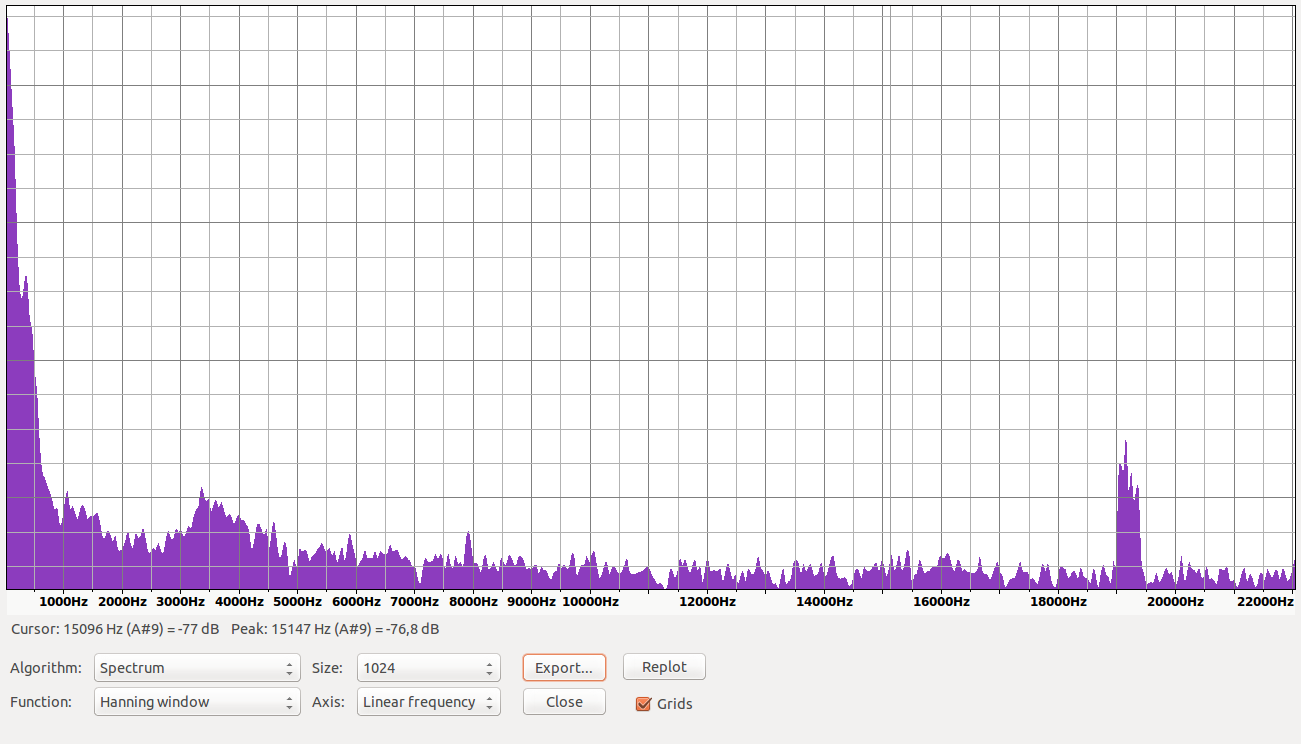 1000Hz 2000Hz 3000Hz 4000Hz 5000Hz 6000Hz 7000Hz 8000Hz 9000Hz 10000Hz 12000Hz 14000Hz 16000Hz 18000Hz 20000Hz 22000Hz
Cursor: 15096 Hz (A#9) = -77 dB Peak: 15147 Hz (A#9) = -76,8 dB
Algorithm: Spectrum Size: 1024 Export... Replot
Function: Hanning window Axis: Linear frequency Close Grids